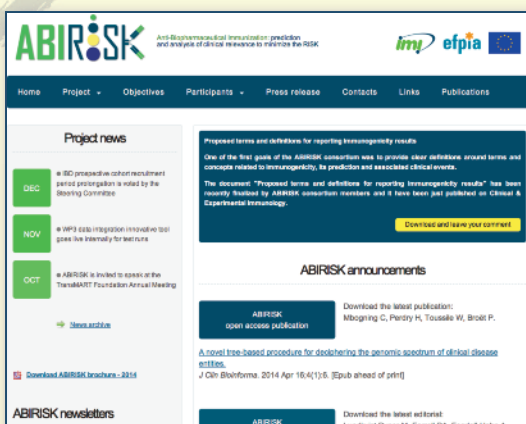 ABIRISK
Anti-Biopharmaceutical Immunization: prediction
and analysis of clinical relevance to minimize the RISK
imi
efpia
Home Project Objectives Participants Press release Contacts Links Publications
Project news
DEC
IBD prospective cohort recruitment
period prolongation is voted by the
Steering Committee
NOV
WP3 data integration innovative tool
goes live internally for test runs
OCT
ABIRISK is invited to speak at the
TransMART Foundation Annual Meeting
News archive
Download ABIRISK brochure - 2014
ABIRISK newsletters
Proposed terms and definitions for reporting immunogenicity results
One of the first goals of the ABIRISK consortium was to provide clear definitions around terms and
concepts related to immunogenicity, its prediction and associated clinical events.
The document "Proposed terms and definitions for reporting immunogenicity results" has been
recently finalized by ABIRISK consortium members and it have been just published on Clinical &
Experimental Immunology.
Download and leave your comment
ABIRISK announcements
ABIRISK
open access publication
Download the latest publication:
Mbogning C, Perdry H, Toussile W, Broët P.
A novel tree-based procedure for deciphering the genomic spectrum of clinical disease
entities.
J Clin Bioinforma. 2014 Apr 16;4(1):6. [Epub ahead of print]
ABIRISK
Download the latest editorial: